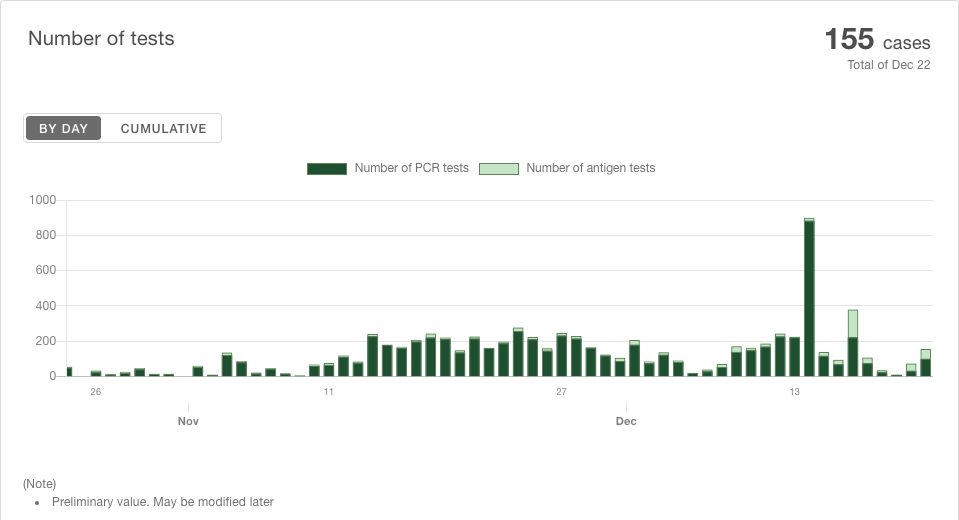 Number of tests
155 cases
Total of Dec 22
BY DAY
CUMULATIVE
Number of PCR tests
Number of antigen tests
1000
800
600
400
200
0
26
11
27
13
Nov
Dec
(Note)
• Preliminary value. May be modified later